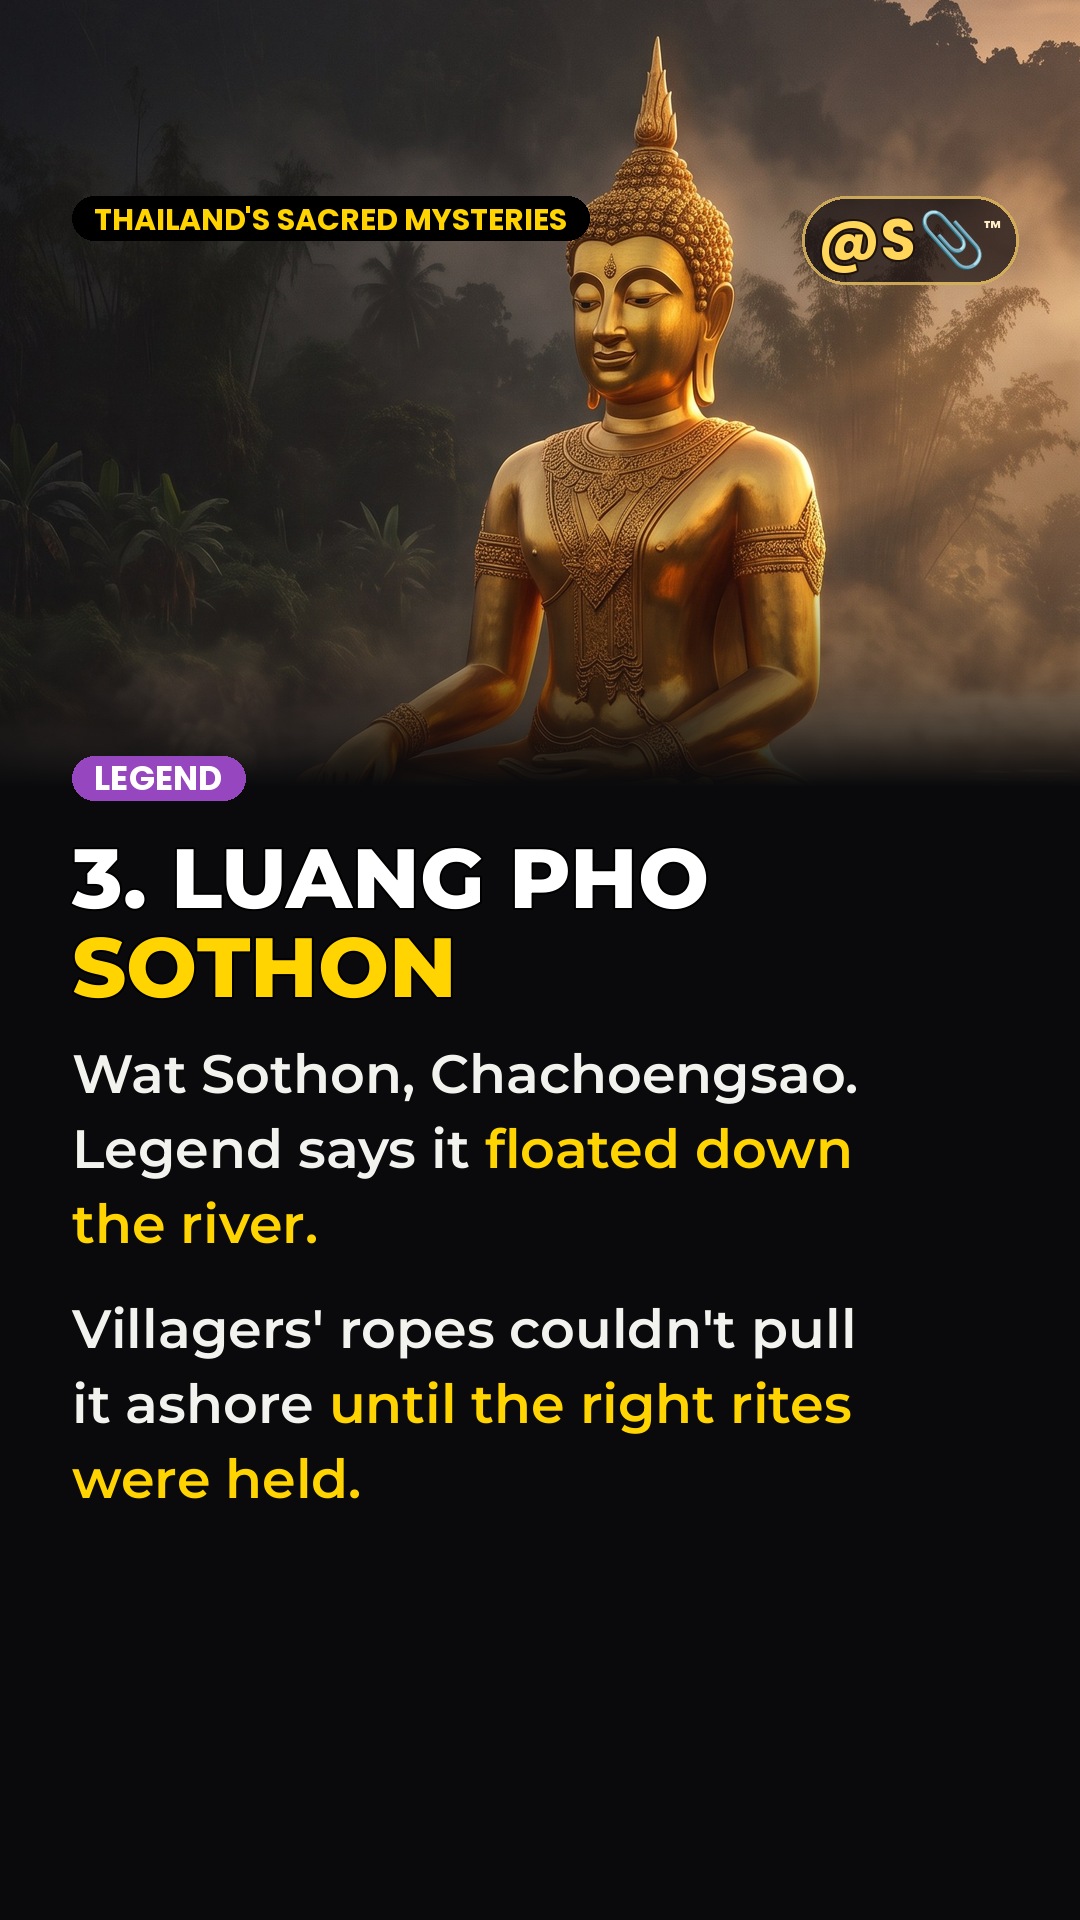 THAILAND'S SACRED MYSTERIES
@S📎™
LEGEND
3. LUANG PHO
SOTHON
Wat Sothon, Chachoengsao.
Legend says it floated down
the river.
Villagers' ropes couldn't pull
it ashore until the right rites
were held.